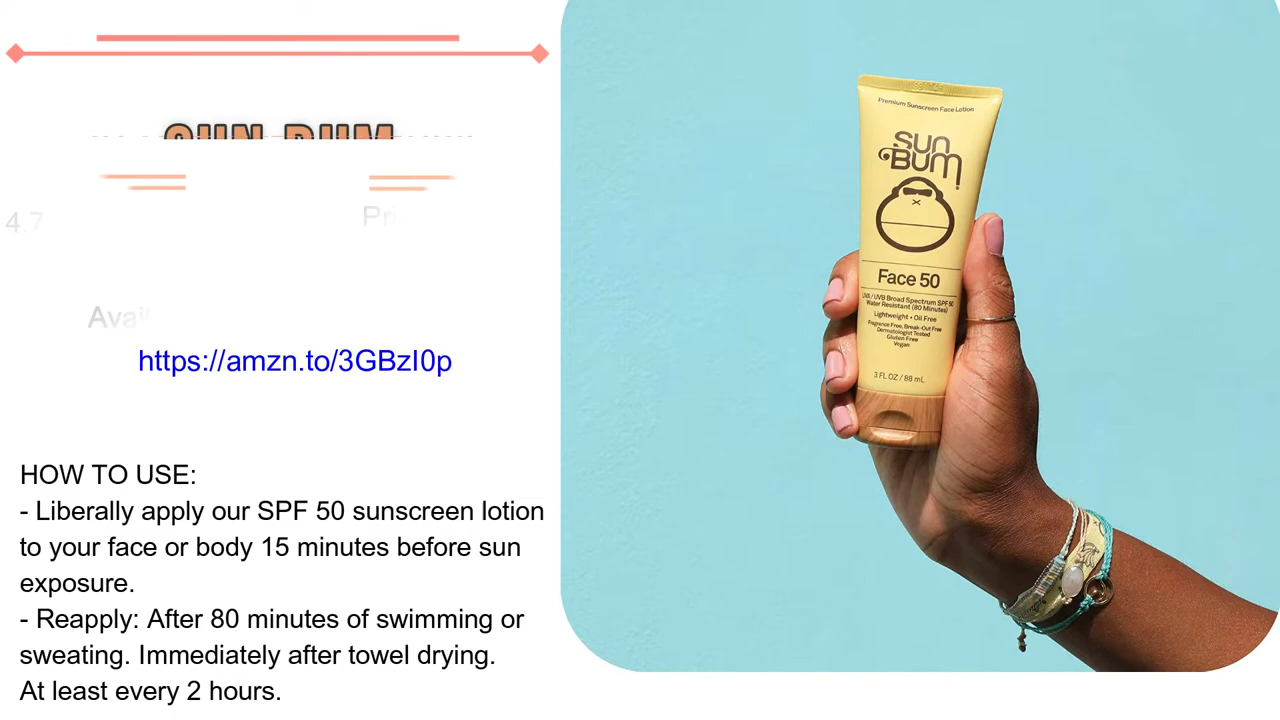 SUN BUM
4.7
https://amzn.to/3GBzI0p
HOW TO USE:
- Liberally apply our SPF 50 sunscreen lotion
to your face or body 15 minutes before sun
exposure.
- Reapply: After 80 minutes of swimming or
sweating. Immediately after towel drying.
At least every 2 hours.
Premium Sunscreen Face Lotion
SUN
BUM
Face 50
UVA / UVB Broad Spectrum SPF 50
Water Resistant (80 Minutes)
Lightweight • Oil Free
Fragrance Free, Break-Out Free
Dermatologist Tested
Gluten Free
Vegan
3 FL OZ / 88 mL